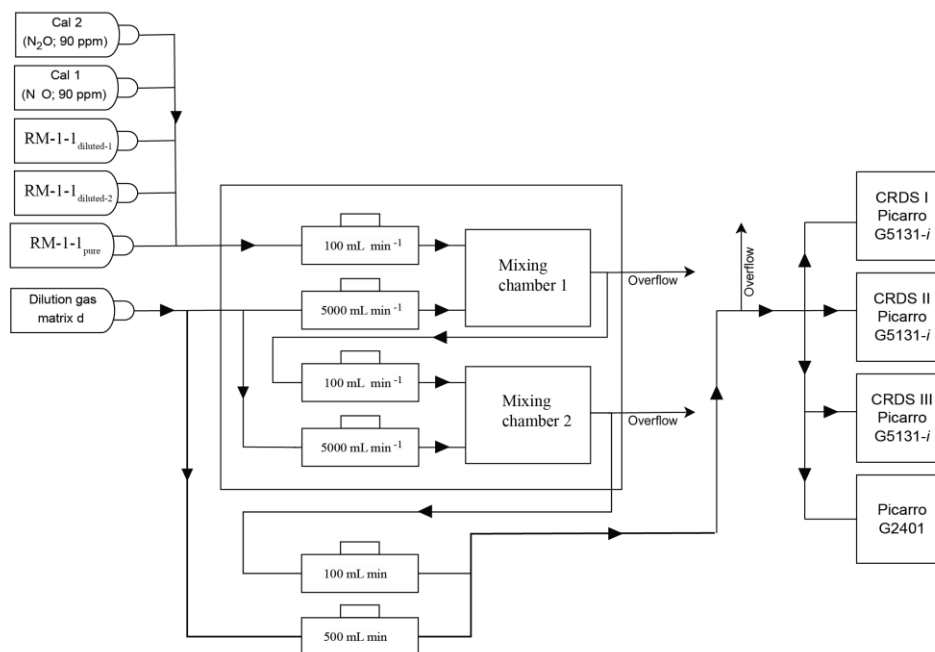 Cal 2
(N₂O; 90 ppm)
Cal 1
(N O; 90 ppm)
RM-1-1diluted-1
RM-1-1diluted-2
RM-1-1pure
Dilution gas
matrix d
100 mL min⁻¹
5000 mL min⁻¹
Mixing
chamber 1
Overflow
100 mL min⁻¹
5000 mL min⁻¹
Mixing
chamber 2
Overflow
100 mL min
500 mL min
Overflow
CRDS I
Picarro
G5131-i
CRDS II
Picarro
G5131-i
CRDS III
Picarro
G5131-i
Picarro
G2401